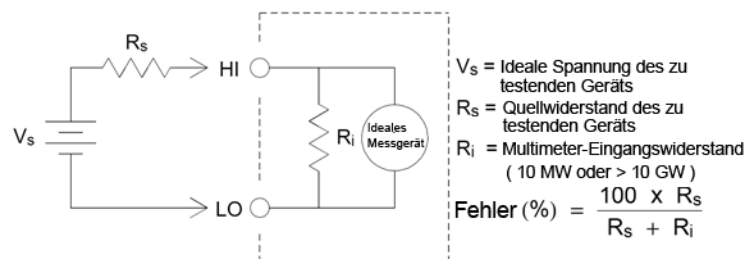 Rs
HI
Vs
Ri
Ideales
Messgerät
LO
Vs = Ideale Spannung des zu
testenden Geräts
Rs = Quellwiderstand des zu
testenden Geräts
Ri = Multimeter-Eingangswiderstand
( 10 MW oder > 10 GW )
Fehler (%) = 100 x Rs
Rs + Ri